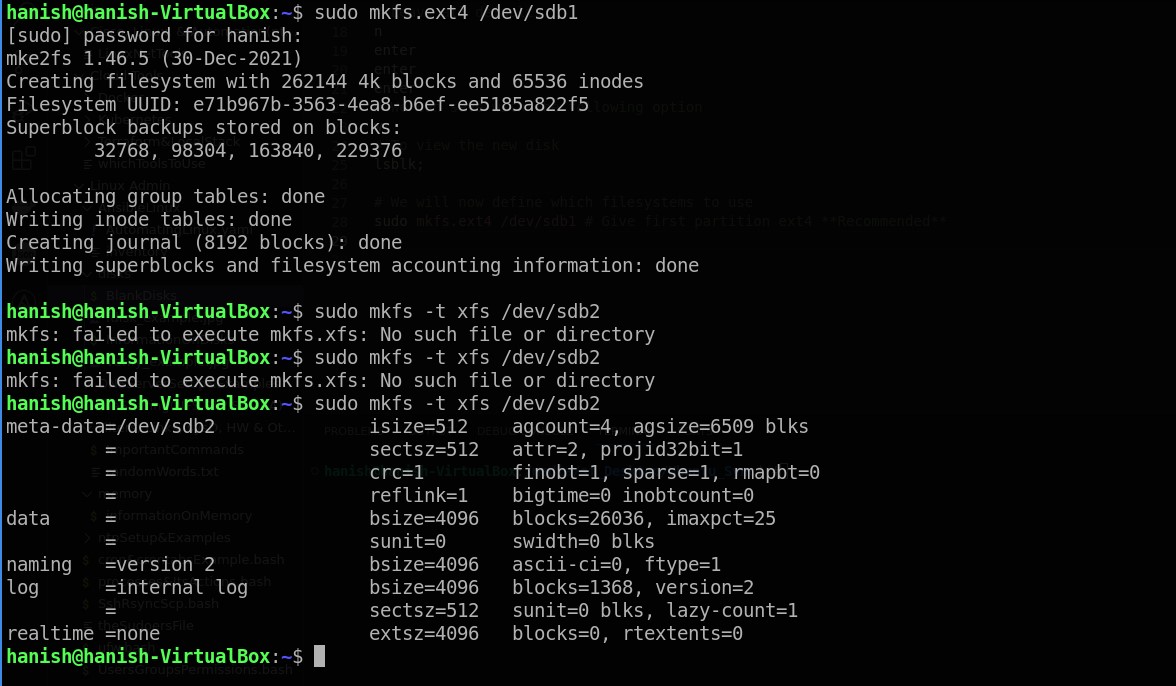 hanish@hanish-VirtualBox:~$ sudo mkfs.ext4 /dev/sdb1
[sudo] password for hanish:
mke2fs 1.46.5 (30-Dec-2021)
Creating filesystem with 262144 4k blocks and 65536 inodes
Filesystem UUID: e71b967b-3563-4ea8-b6ef-ee5185a822f5
Superblock backups stored on blocks:
        32768, 98304, 163840, 229376

Allocating group tables: done
Writing inode tables: done
Creating journal (8192 blocks): done
Writing superblocks and filesystem accounting information: done

hanish@hanish-VirtualBox:~$ sudo mkfs -t xfs /dev/sdb2
mkfs: failed to execute mkfs.xfs: No such file or directory
hanish@hanish-VirtualBox:~$ sudo mkfs -t xfs /dev/sdb2
mkfs: failed to execute mkfs.xfs: No such file or directory
hanish@hanish-VirtualBox:~$ sudo mkfs -t xfs /dev/sdb2
meta-data=/dev/sdb2              isize=512    agcount=4, agsize=6509 blks
         =                       sectsz=512   attr=2, projid32bit=1
         =                       crc=1        finobt=1, sparse=1, rmapbt=0
         =                       reflink=1    bigtime=0 inobtcount=0
data     =                       bsize=4096   blocks=26036, imaxpct=25
         =                       sunit=0      swidth=0 blks
naming   =version 2              bsize=4096   ascii-ci=0, ftype=1
log      =internal log           bsize=4096   blocks=1368, version=2
         =                       sectsz=512   sunit=0 blks, lazy-count=1
realtime =none                   extsz=4096   blocks=0, rtextents=0
hanish@hanish-VirtualBox:~$